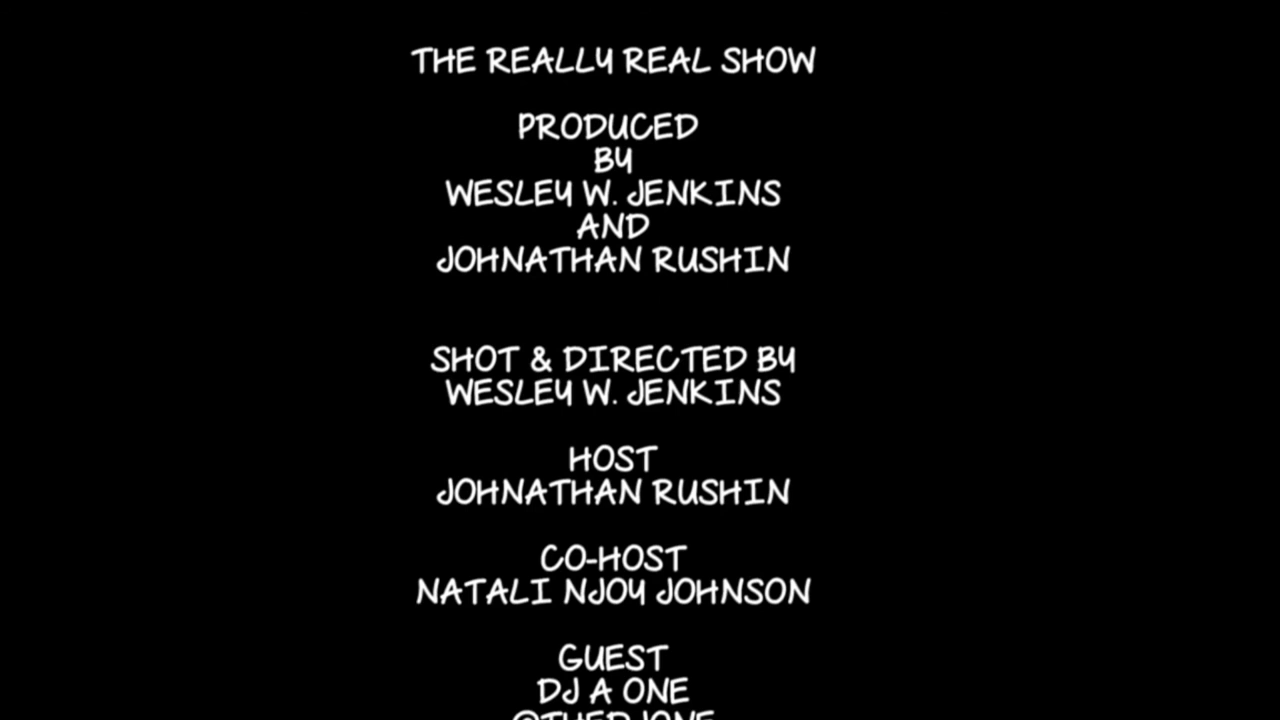 THE REALLY REAL SHOW
PRODUCED
BY
WESLEY W. JENKINS
AND
JOHNATHAN RUSHIN
SHOT & DIRECTED BY
WESLEY W. JENKINS
HOST
JOHNATHAN RUSHIN
CO-HOST
NATALI NJOY JOHNSON
GUEST
DJ A ONE